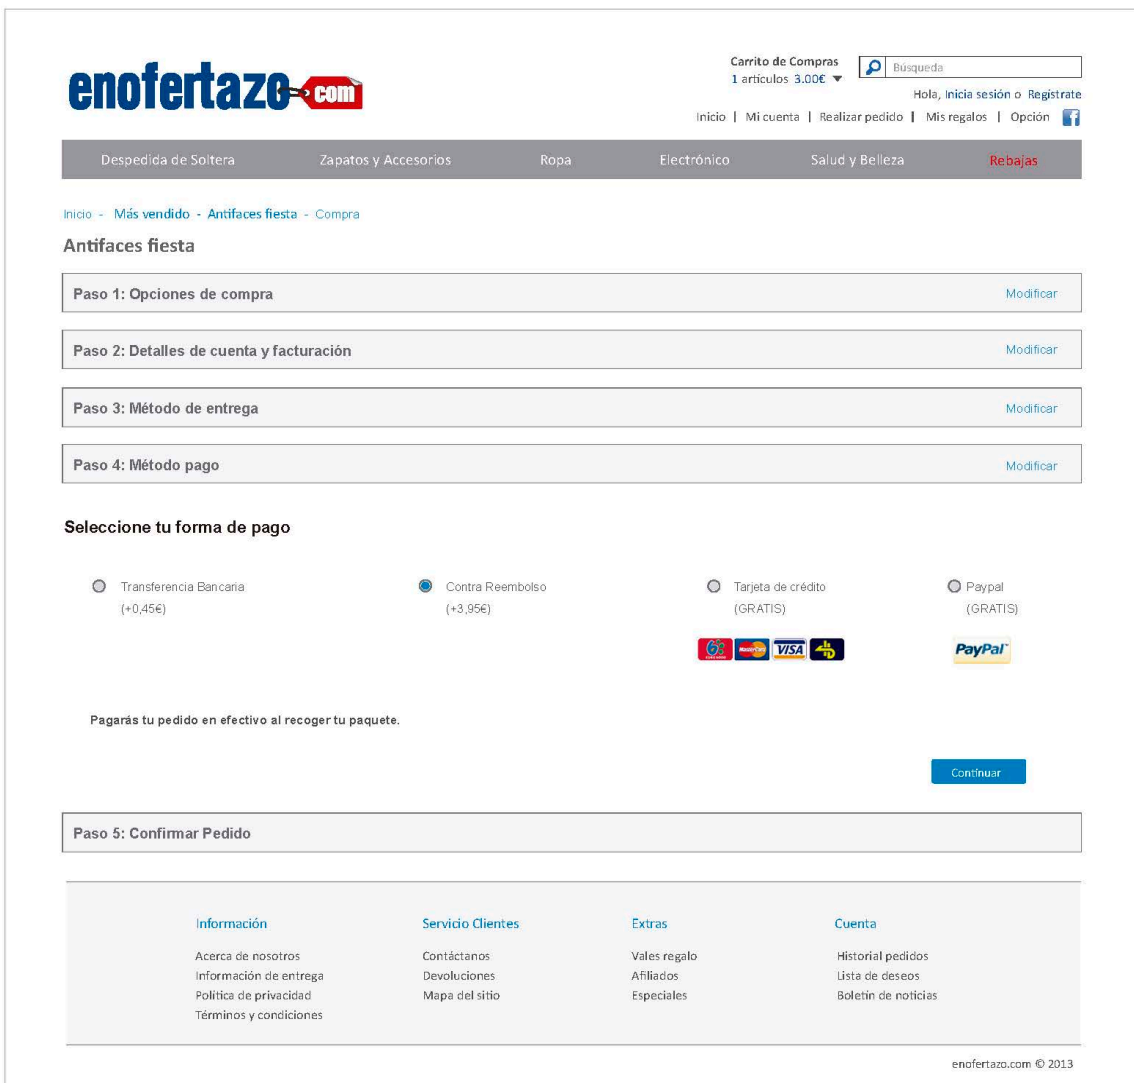 enofertazo.com
Carrito de Compras
1 artículos 3.00€
Búsqueda
Hola, Inicia sesión o Regístrate
Inicio | Mi cuenta | Realizar pedido | Mis regalos | Opción f
Despedida de Soltera Zapatos y Accesorios Ropa Electrónico Salud y Belleza Rebajas
Inicio - Más vendido - Antifaces fiesta - Compra
Antifaces fiesta
Paso 1: Opciones de compra Modificar
Paso 2: Detalles de cuenta y facturación Modificar
Paso 3: Método de entrega Modificar
Paso 4: Método pago Modificar
Seleccione tu forma de pago
Transferencia Bancaria Contra Reembolso Tarjeta de crédito Paypal
(+0,45€) (+3,95€) (GRATIS) (GRATIS)
MasterCard VISA PayPal
Pagarás tu pedido en efectivo al recoger tu paquete.
Continuar
Paso 5: Confirmar Pedido
Información Servicio Clientes Extras Cuenta
Acerca de nosotros Contáctanos Vales regalo Historial pedidos
Información de entrega Devoluciones Afiliados Lista de deseos
Política de privacidad Mapa del sitio Especiales Boletín de noticias
Términos y condiciones
enofertazo.com © 2013